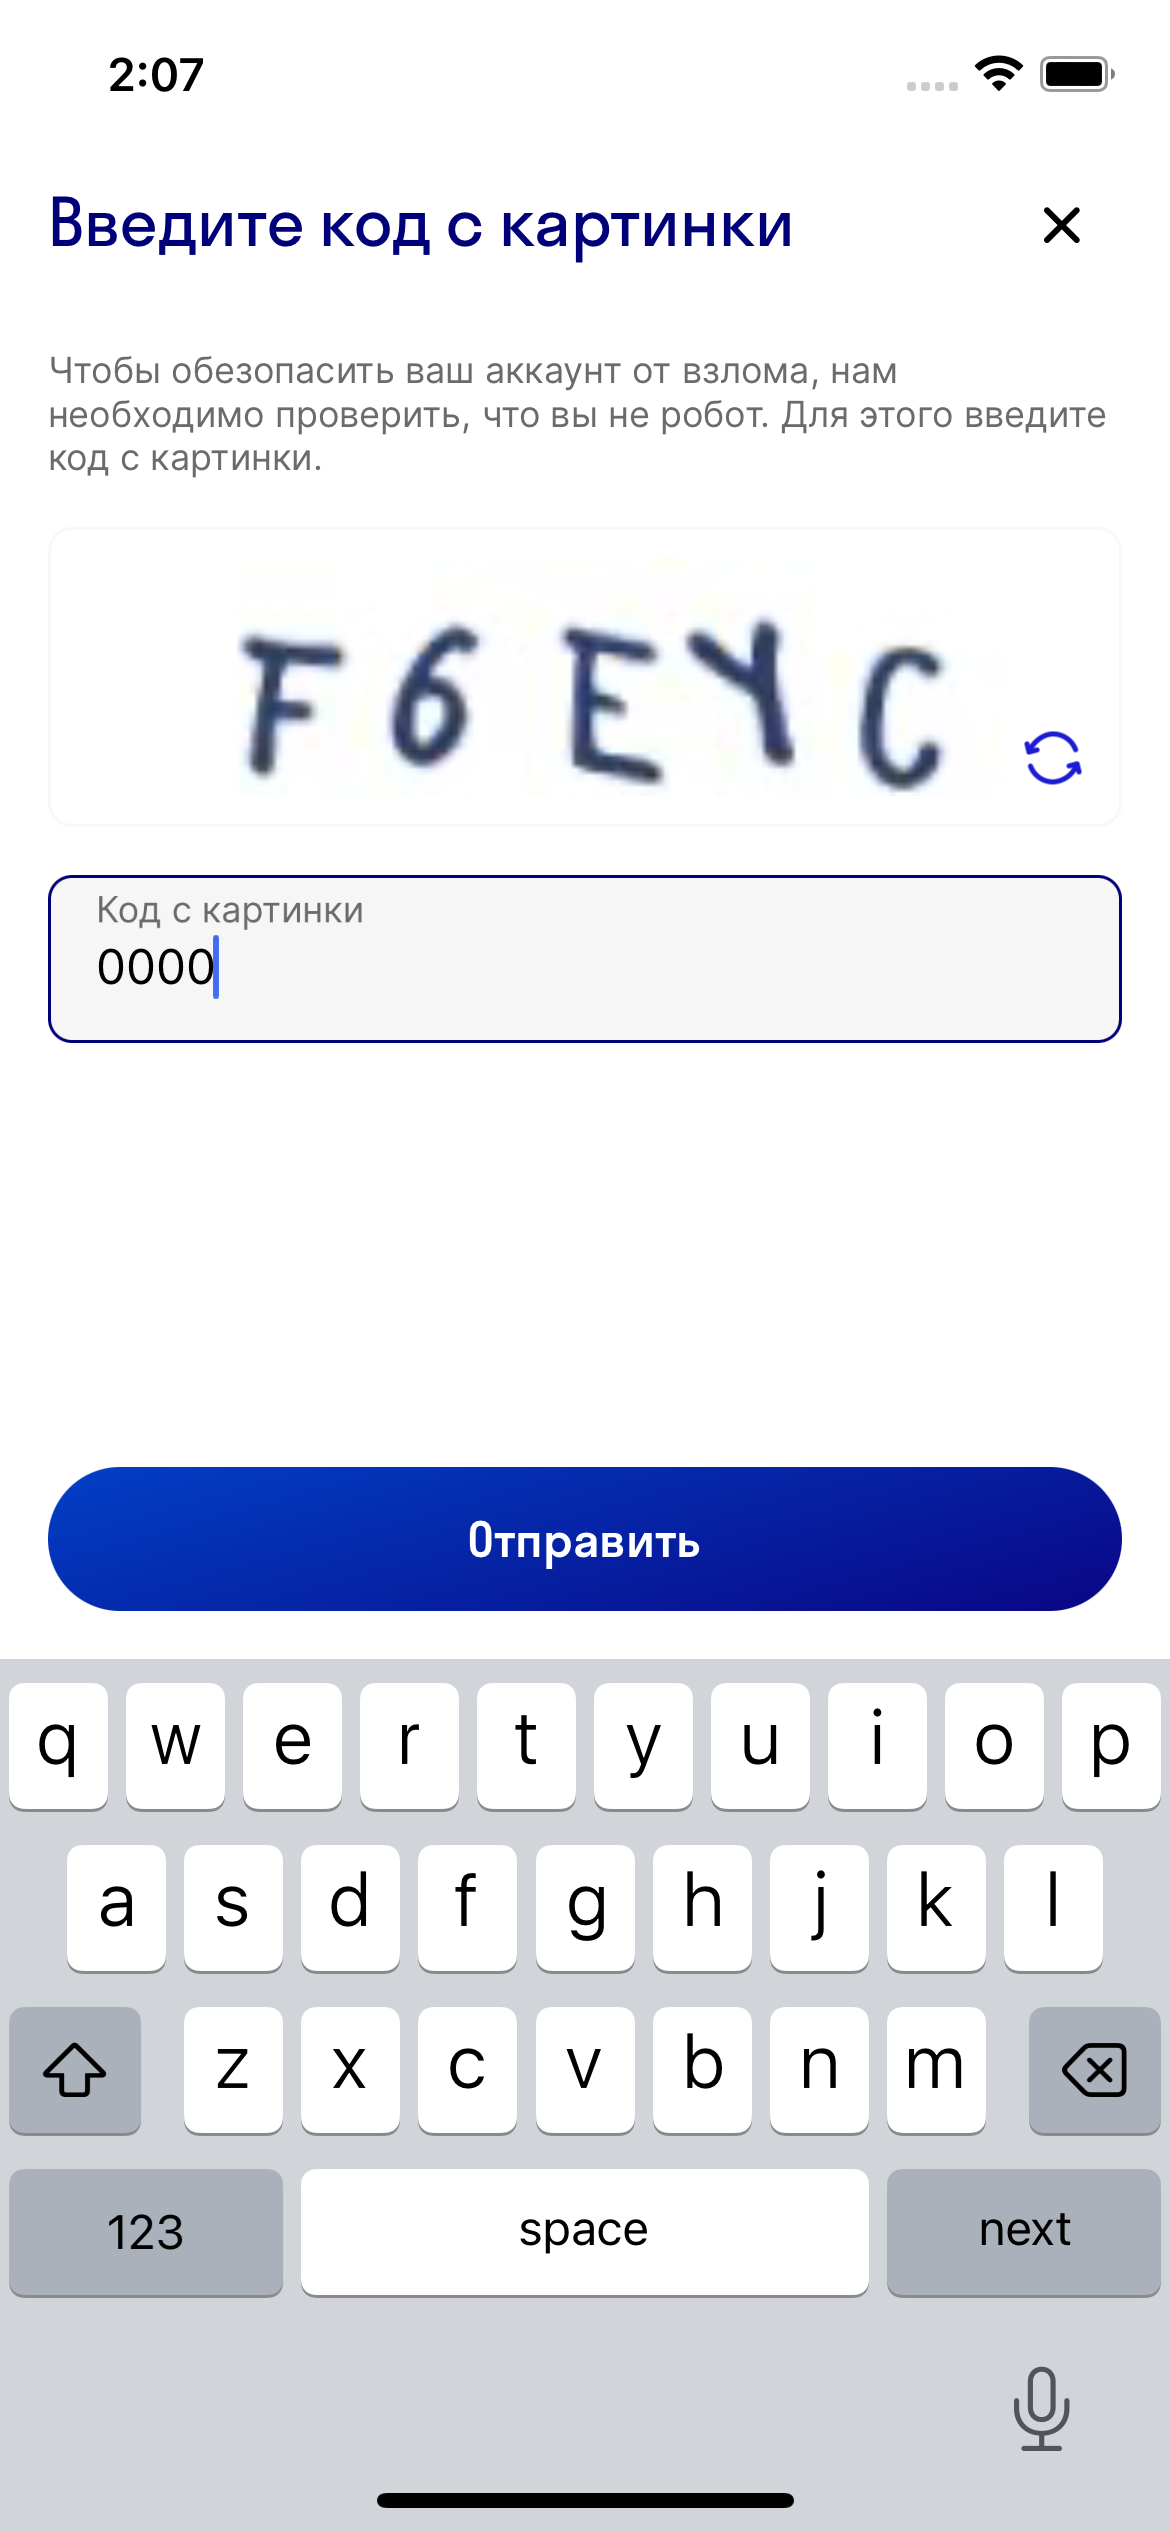 2:07
Введите код с картинки
Чтобы обезопасить ваш аккаунт от взлома, нам
необходимо проверить, что вы не робот. Для этого введите
код с картинки.
F6EYC
Код с картинки
0000
Отправить
q w e r t y u i o p
a s d f g h j k l
z x c v b n m
123 space next